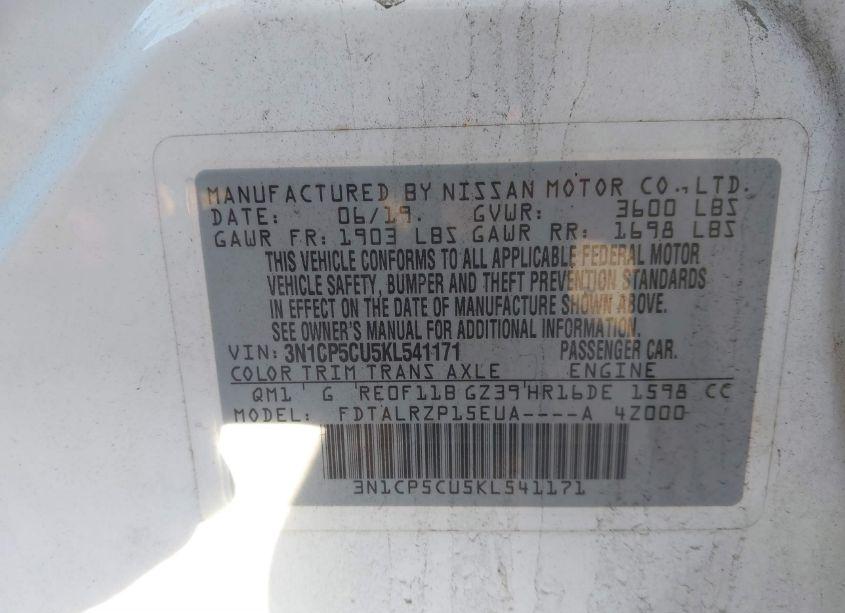 MANUFACTURED BY NISSAN MOTOR CO., LTD.
DATE: 06/19. GVWR: 3600 LBS
GAWR FR: 1903 LBS GAWR RR: 1698 LBS
THIS VEHICLE CONFORMS TO ALL APPLICABLE FEDERAL MOTOR
VEHICLE SAFETY, BUMPER AND THEFT PREVENTION STANDARDS
IN EFFECT ON THE DATE OF MANUFACTURE SHOWN ABOVE.
SEE OWNER'S MANUAL FOR ADDITIONAL INFORMATION.
VIN: 3N1CP5CU5KL541171 PASSENGER CAR.
COLOR TRIM TRANS AXLE ENGINE
QM1 G RE0F11B GZ39 HR16DE 1598 CC
MODEL: FDTALRZP15EUA----A 4Z000-
3N1CP5CU5KL541171